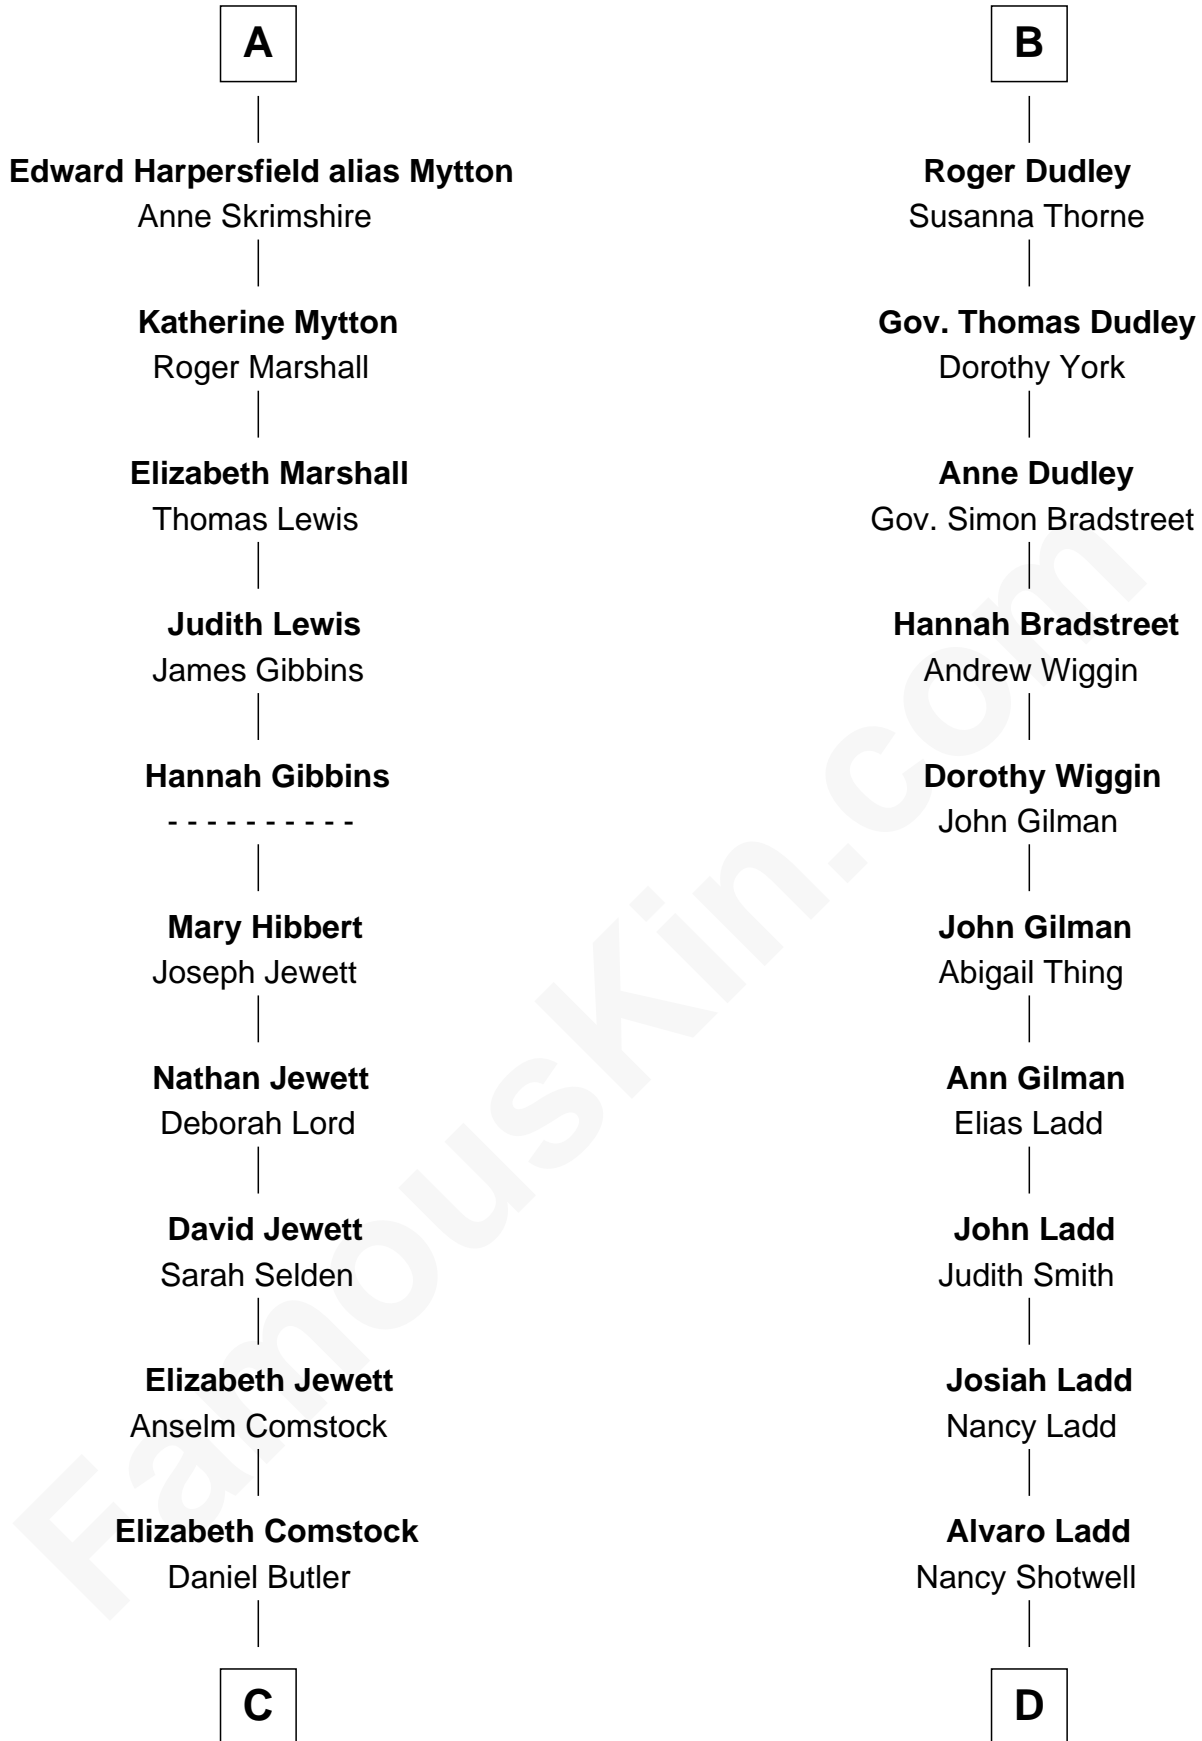 A
Edward Harpersfield alias Mytton
Anne Skrimshire
Katherine Mytton
Roger Marshall
Elizabeth Marshall
Thomas Lewis
Judith Lewis
James Gibbins
Hannah Gibbins
- - - - - - - - - -
Mary Hibbert
Joseph Jewett
Nathan Jewett
Deborah Lord
David Jewett
Sarah Selden
Elizabeth Jewett
Anselm Comstock
Elizabeth Comstock
Daniel Butler
C
B
Roger Dudley
Susanna Thorne
Gov. Thomas Dudley
Dorothy York
Anne Dudley
Gov. Simon Bradstreet
Hannah Bradstreet
Andrew Wiggin
Dorothy Wiggin
John Gilman
John Gilman
Abigail Thing
Ann Gilman
Elias Ladd
John Ladd
Judith Smith
Josiah Ladd
Nancy Ladd
Alvaro Ladd
Nancy Shotwell
D
FamousKin.com